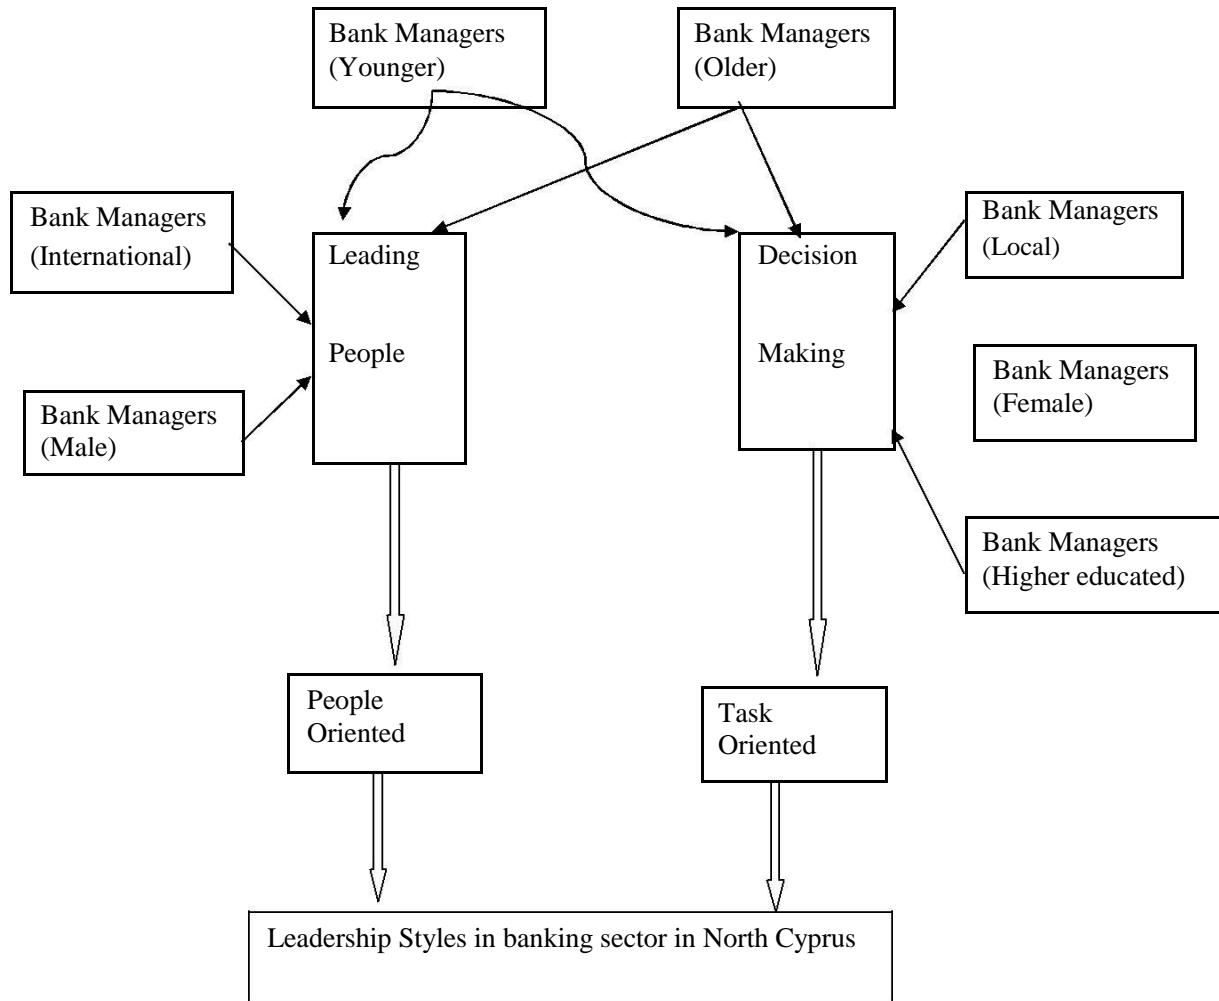 Bank Managers
(Younger)
Bank Managers
(Older)
Bank Managers
(International)
Leading
People
Decision
Making
Bank Managers
(Local)
Bank Managers
(Female)
Bank Managers
(Male)
Bank Managers
(Higher educated)
People
Oriented
Task
Oriented
Leadership Styles in banking sector in North Cyprus